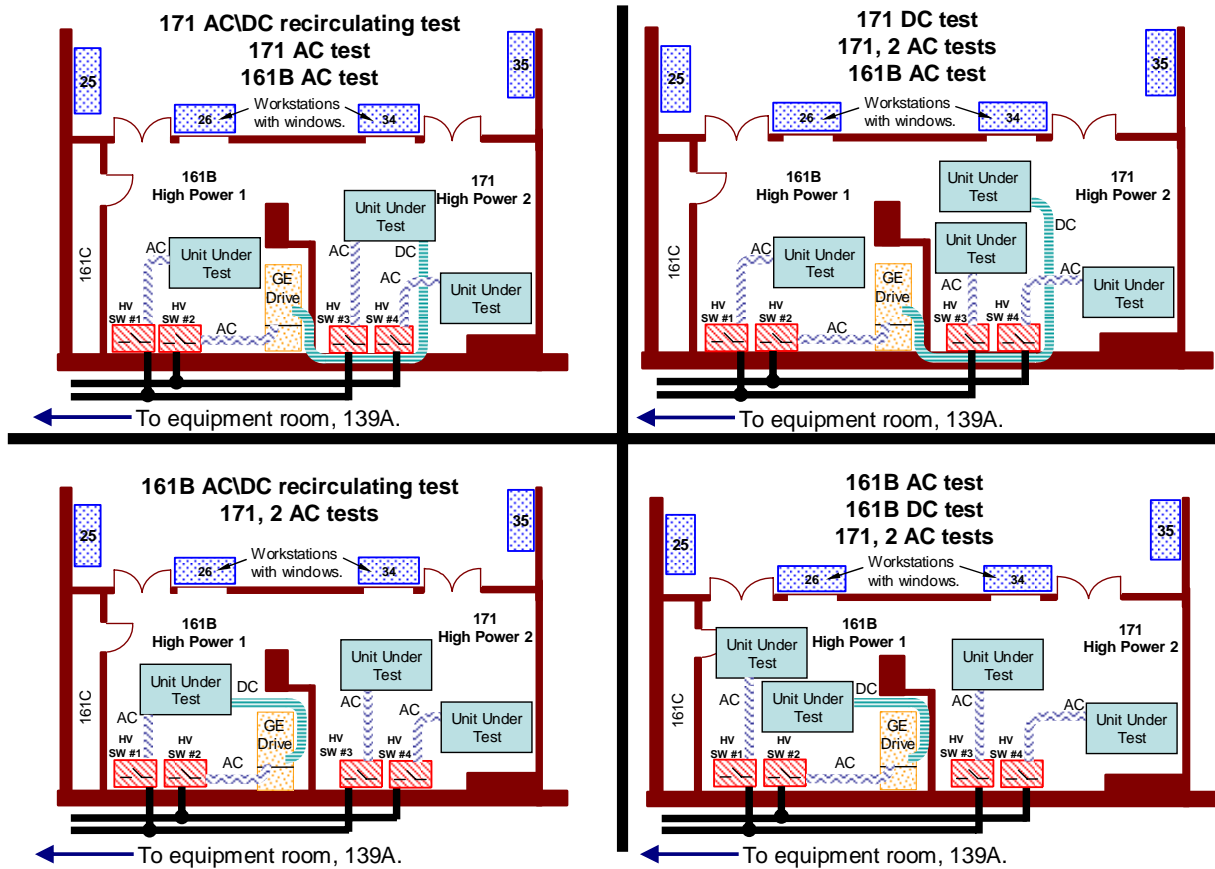 171 AC\DC recirculating test
171 AC test
161B AC test
25
35
26
Workstations
with windows.
34
161B
High Power 1
171
High Power 2
161C
Unit Under
Test
AC
DC
AC
Unit Under
Test
AC
GE
Drive
Unit Under
Test
HV
SW #1
HV
SW #2
AC
HV
SW #3
HV
SW #4
To equipment room, 139A.
171 DC test
171, 2 AC tests
161B AC test
25
35
26
Workstations
with windows.
34
161B
High Power 1
171
High Power 2
161C
Unit Under
Test
DC
Unit Under
Test
AC
Unit Under
Test
AC
AC
Unit Under
Test
GE
Drive
HV
SW #1
HV
SW #2
AC
HV
SW #3
HV
SW #4
To equipment room, 139A.
161B AC\DC recirculating test
171, 2 AC tests
25
35
26
Workstations
with windows.
34
161B
High Power 1
171
High Power 2
161C
Unit Under
Test
DC
Unit Under
Test
AC
AC
AC
Unit Under
Test
GE
Drive
HV
SW #1
HV
SW #2
AC
HV
SW #3
HV
SW #4
To equipment room, 139A.
161B AC test
161B DC test
171, 2 AC tests
25
35
26
Workstations
with windows.
34
161B
High Power 1
171
High Power 2
161C
Unit Under
Test
Unit Under
Test
DC
Unit Under
Test
AC
AC
AC
Unit Under
Test
GE
Drive
HV
SW #1
HV
SW #2
AC
HV
SW #3
HV
SW #4
To equipment room, 139A.